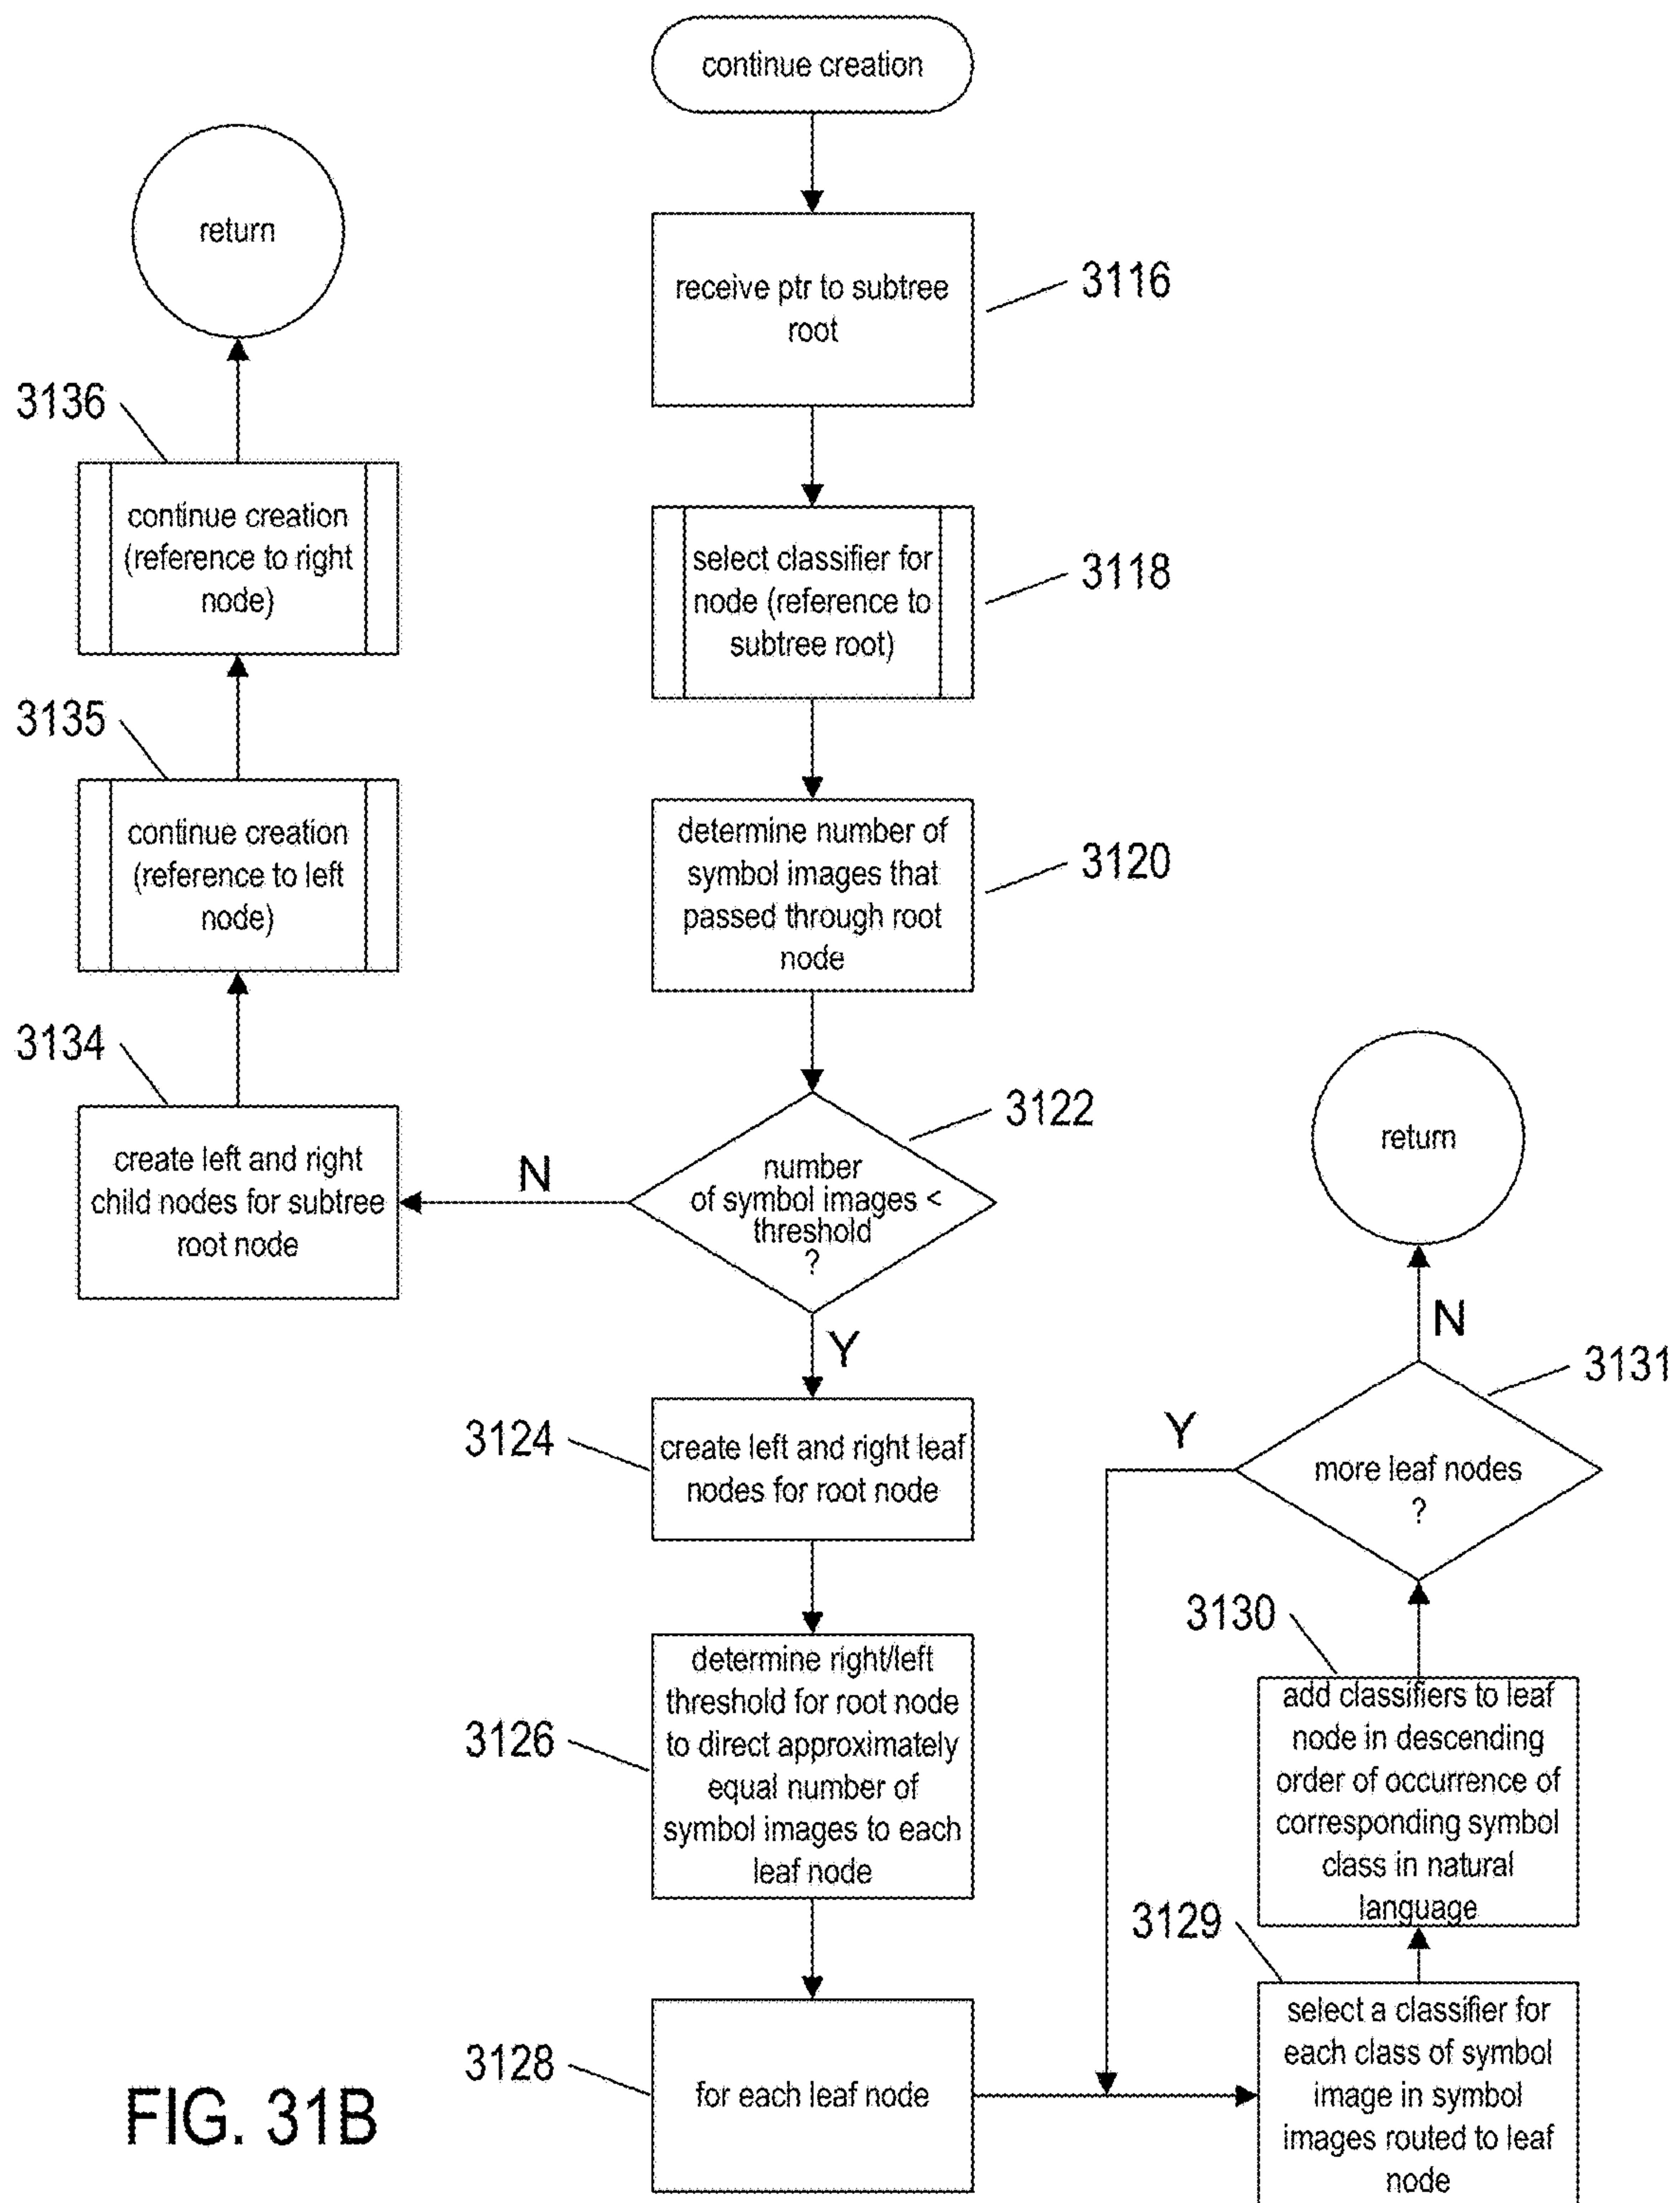 continue creation
receive ptr to subtree
root
3116
select classifier for
node (reference to
subtree root)
3118
determine number of
symbol images that
passed through root
node
3120
number
of symbol images <
threshold
?
3122
N
Y
create left and right
child nodes for subtree
root node
3134
continue creation
(reference to left
node)
3135
continue creation
(reference to right
node)
3136
return
3124
create left and right leaf
nodes for root node
3126
determine right/left
threshold for root node
to direct approximately
equal number of
symbol images to each
leaf node
3128
for each leaf node
3129
select a classifier for
each class of symbol
image in symbol
images routed to leaf
node
3130
add classifiers to leaf
node in descending
order of occurrence of
corresponding symbol
class in natural
language
3131
more leaf nodes
?
Y
N
return
FIG. 31B